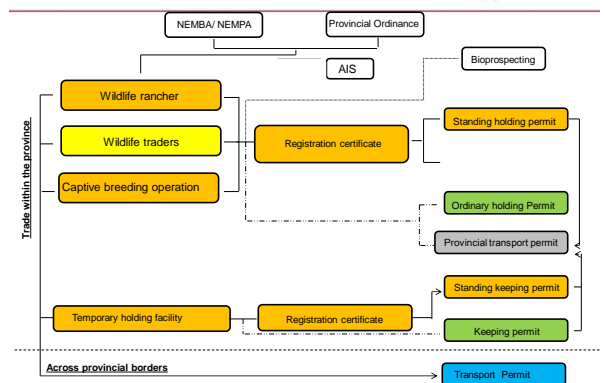 NEMBA/ NEMPA
Provincial Ordinance
AIS
Bioprospecting
Wildlife rancher
Standing holding permit
Wildlife traders
Registration certificate
Captive breeding operation
Ordinary holding Permit
Provincial transport permit
Trade within the province
Standing keeping permit
Temporary holding facility
Registration certificate
Keeping permit
Across provincial borders
Transport Permit